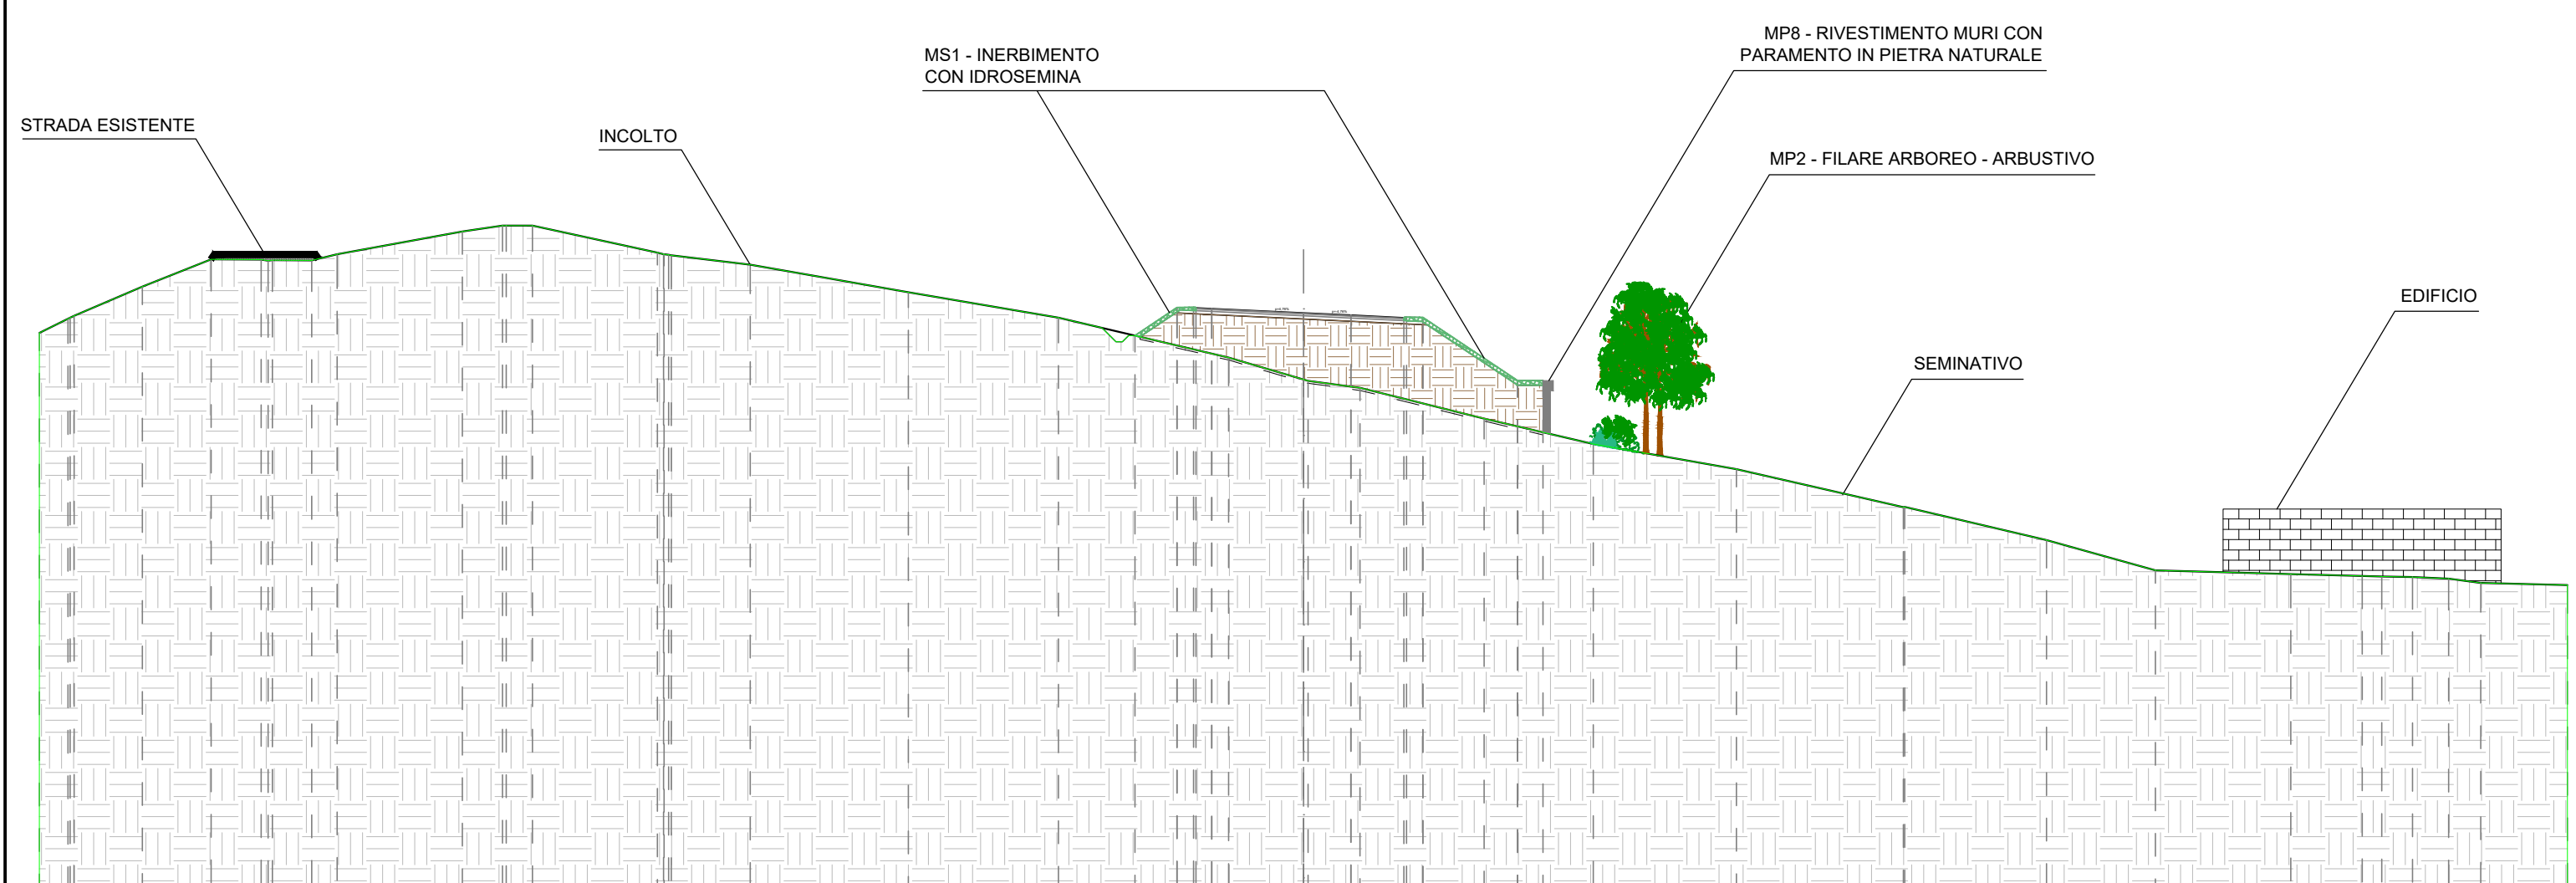 MP8 - RIVESTIMENTO MURI CON
PARAMENTO IN PIETRA NATURALE
MS1 - INERBIMENTO
CON IDROSEMINA
STRADA ESISTENTE
INCOLTO
MP2 - FILARE ARBOREO - ARBUSTIVO
EDIFICIO
SEMINATIVO